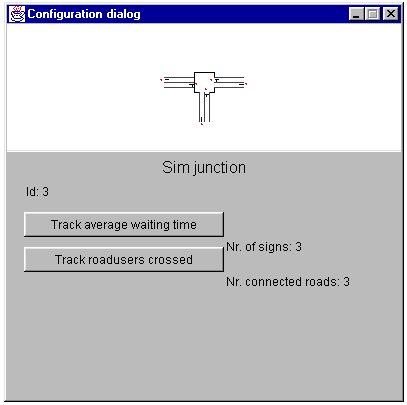 Configuration dialog
Sim junction
Id: 3
Track average waiting time
Nr. of signs: 3
Track roadusers crossed
Nr. connected roads: 3